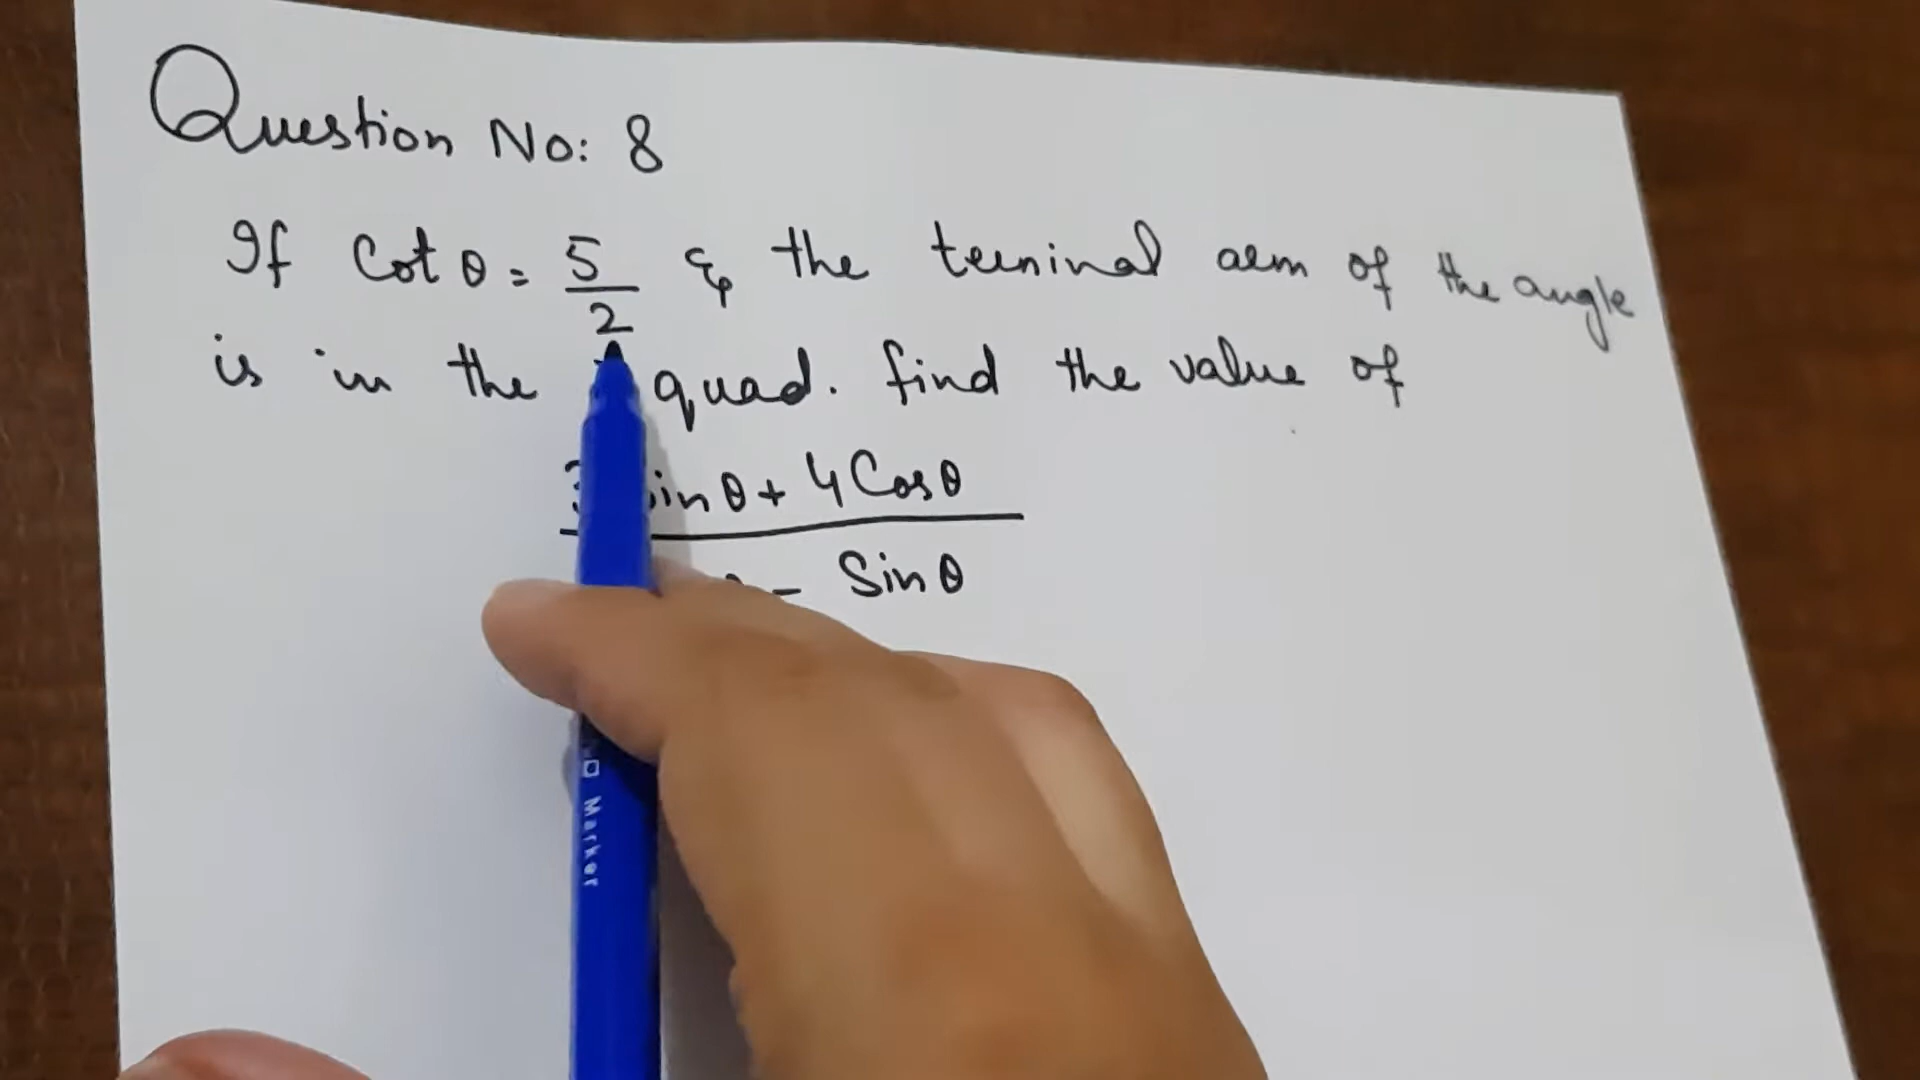 Question No: 8
If Cot θ = 5/2 & the terninal arm of the angle
is in the quad. find the value of
in θ + 4 Cos θ
- Sin θ
Marker